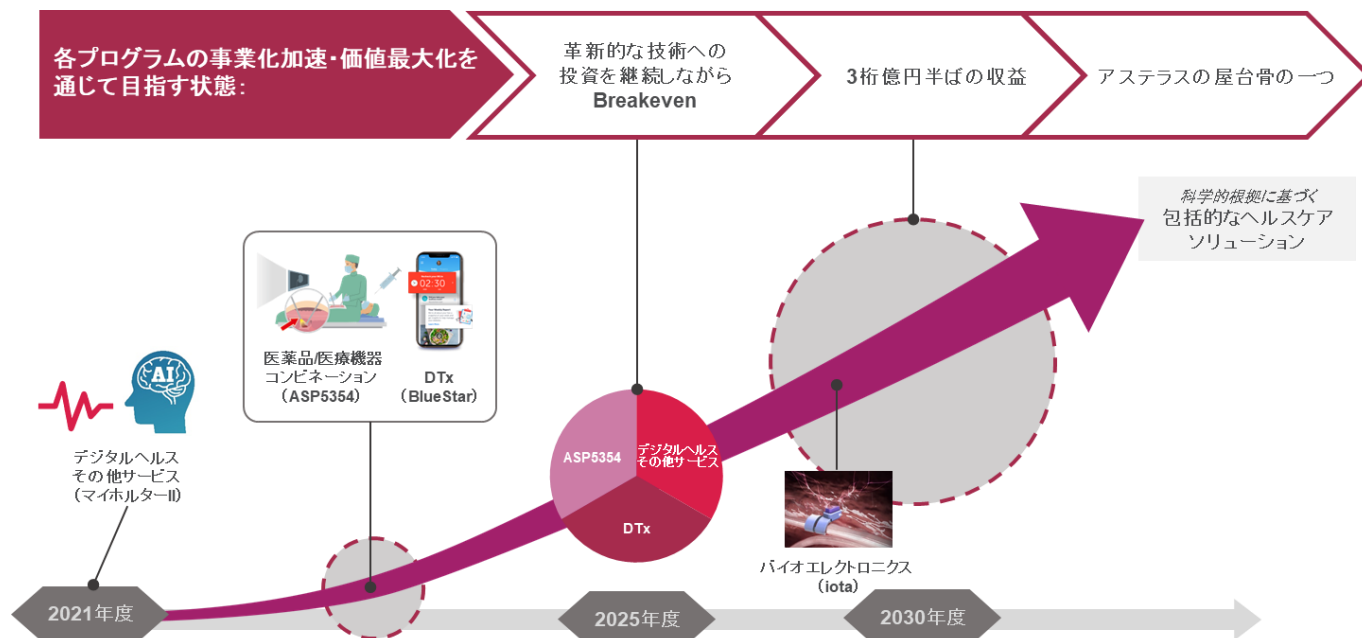 各プログラムの事業化加速・価値最大化を
通じて目指す状態：
革新的な技術への
投資を継続しながら
Breakeven
3桁億円半ばの収益
アステラスの屋台骨の一つ
科学的根拠に基づく
包括的なヘルスケア
ソリューション
02:30
医薬品/医療機器
コンビネーション
（ASP5354）
DTx
（BlueStar）
AI
デジタルヘルス
その他サービス
（マイホルターII）
ASP5354
デジタルヘルス
その他サービス
DTx
バイオエレクトロニクス
（iota）
2021年度
2025年度
2030年度